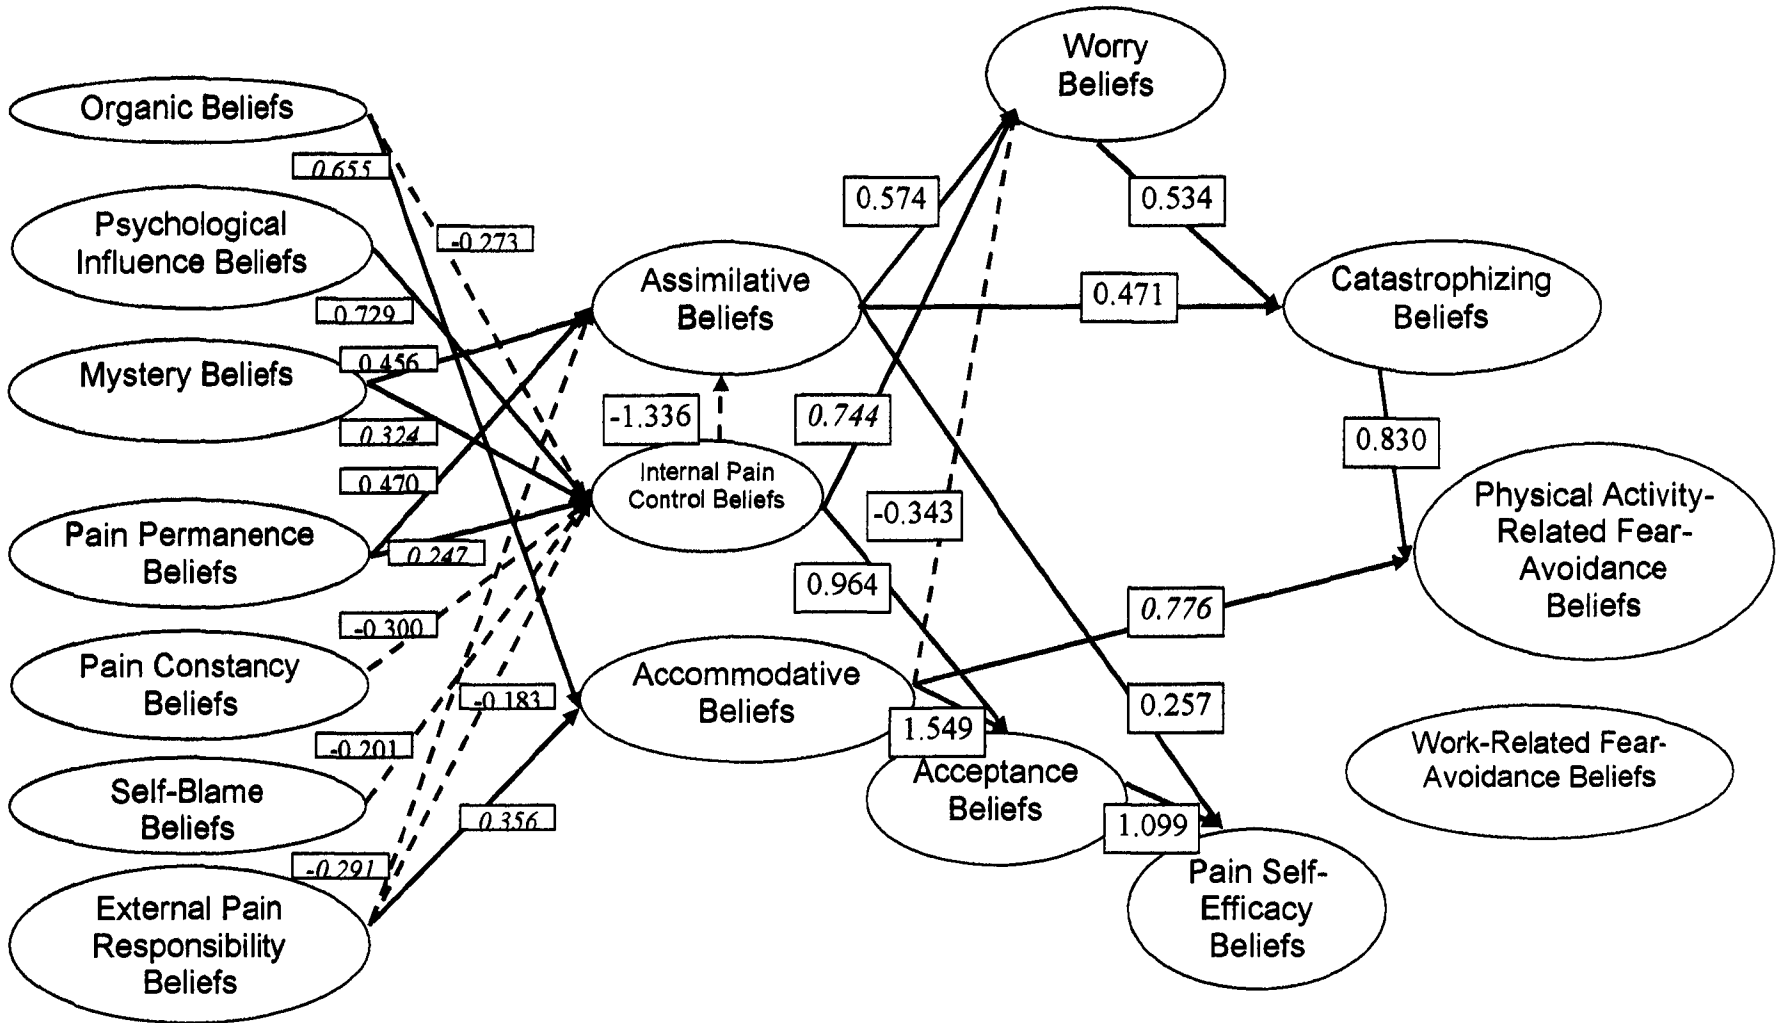 Worry
Beliefs
Organic Beliefs
0.655
Psychological
Influence Beliefs
-0.273
0.574
0.534
Assimilative
Beliefs
0.471
Catastrophizing
Beliefs
0.729
0.456
Mystery Beliefs
0.324
-1.336
0.744
0.830
0.470
Internal Pain
Control Beliefs
-0.343
Physical Activity-
Related Fear-
Avoidance
Beliefs
Pain Permanence
Beliefs
0.247
0.964
0.776
-0.300
Pain Constancy
Beliefs
-0.183
Accommodative
Beliefs
0.257
-0.201
1.549
Work-Related Fear-
Avoidance Beliefs
Self-Blame
Beliefs
0.356
Acceptance
Beliefs
1.099
-0.291
External Pain
Responsibility
Beliefs
Pain Self-
Efficacy
Beliefs